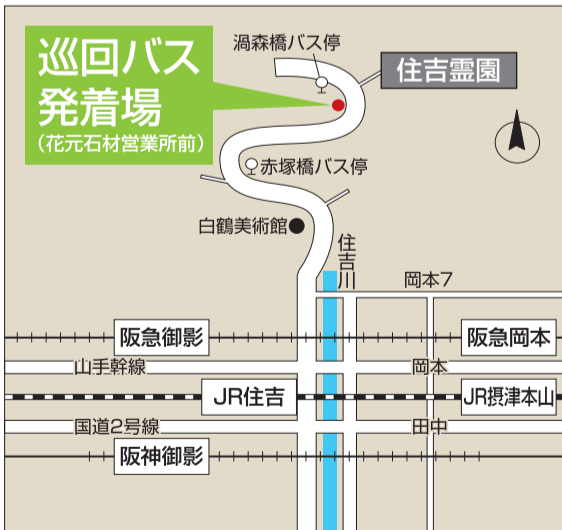 渦森橋バス停
巡回バス
発着場
(花元石材営業所前)
住吉霊園
赤塚橋バス停
白鶴美術館
住吉川
岡本7
阪急御影
阪急岡本
山手幹線
岡本
JR住吉
JR摂津本山
国道2号線
田中
阪神御影